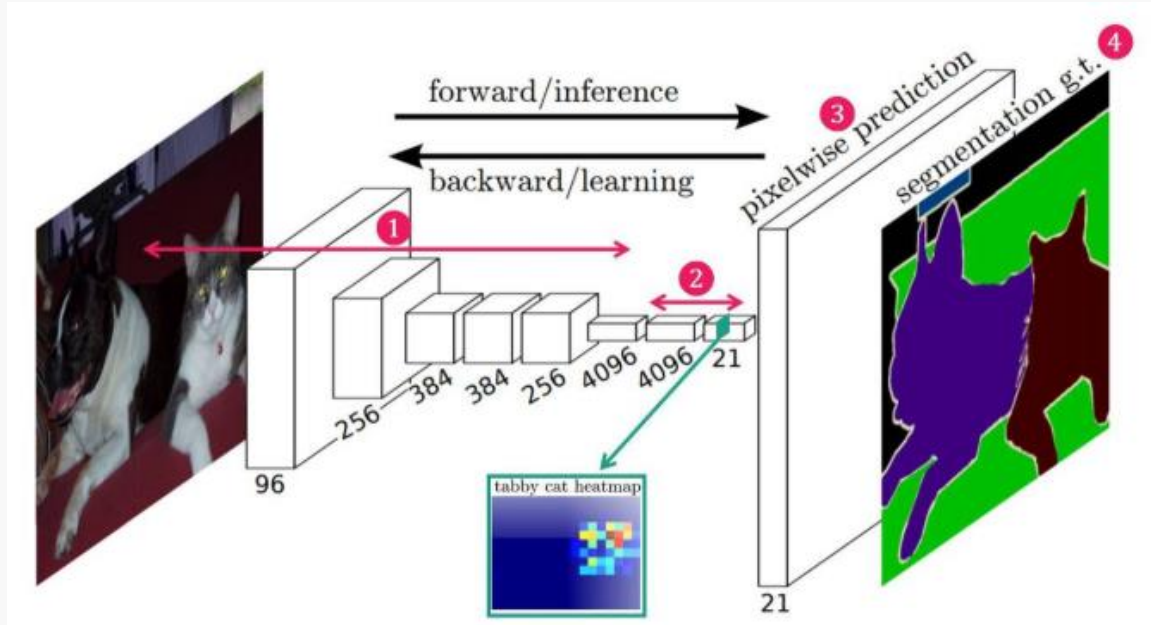 4
3
forward/inference
pixelwise prediction
segmentation g.t.
backward/learning
1
2
384
384
256
4096
4096
21
256
96
tabby cat heatmap
21